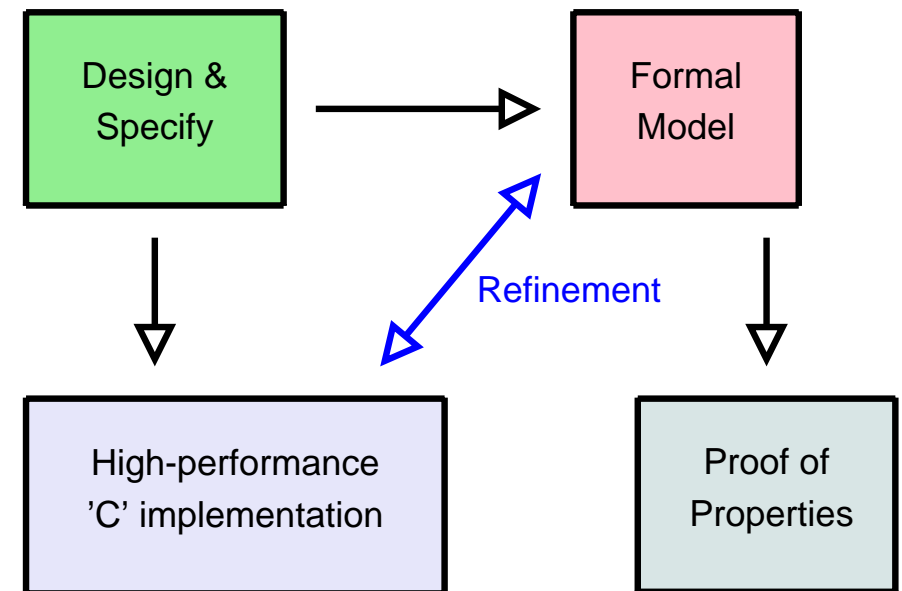 Design &
Specify
Formal
Model
Refinement
High-performance
’C’ implementation
Proof of
Properties